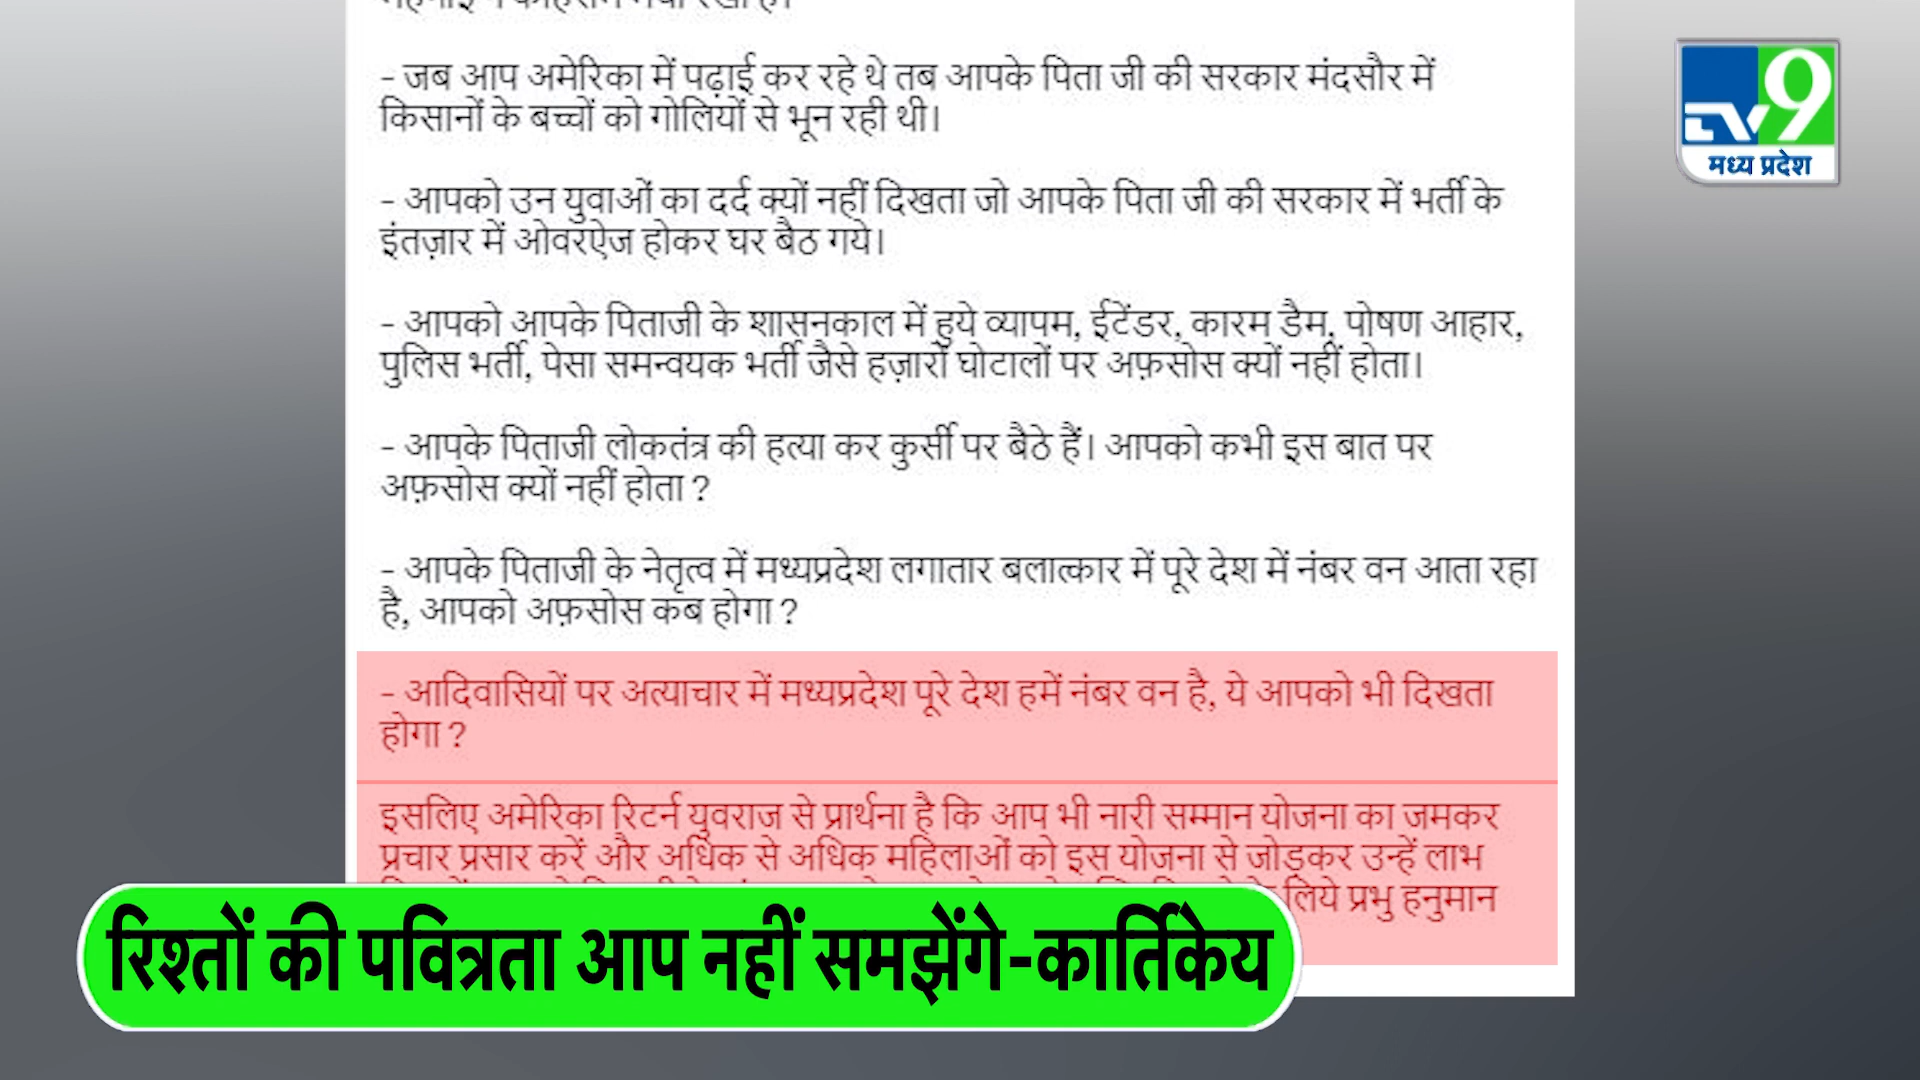 - जब आप अमेरिका में पढ़ाई कर रहे थे तब आपके पिता जी की सरकार मंदसौर में
किसानों के बच्चों को गोलियों से भून रही थी।
- आपको उन युवाओं का दर्द क्यों नहीं दिखता जो आपके पिता जी की सरकार में भर्ती के
इंतज़ार में ओवरऐज होकर घर बैठ गये।
- आपको आपके पिताजी के शासनकाल में हुये व्यापम, ईटेंडर, कारम डैम, पोषण आहार,
पुलिस भर्ती, पेसा समन्वयक भर्ती जैसे हज़ारों घोटालों पर अफ़सोस क्यों नहीं होता।
- आपके पिताजी लोकतंत्र की हत्या कर कुर्सी पर बैठे हैं। आपको कभी इस बात पर
अफ़सोस क्यों नहीं होता ?
- आपके पिताजी के नेतृत्व में मध्यप्रदेश लगातार बलात्कार में पूरे देश में नंबर वन आता रहा
है, आपको अफ़सोस कब होगा ?
- आदिवासियों पर अत्याचार में मध्यप्रदेश पूरे देश हमें नंबर वन है, ये आपको भी दिखता
होगा ?
इसलिए अमेरिका रिटर्न युवराज से प्रार्थना है कि आप भी नारी सम्मान योजना का जमकर
प्रचार प्रसार करें और अधिक से अधिक महिलाओं को इस योजना से जोड़कर उन्हें लाभ
लिये प्रभु हनुमान
रिश्तों की पवित्रता आप नहीं समझेंगे-कार्तिकेय
TV9
मध्य प्रदेश